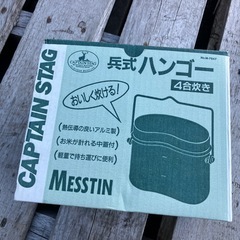 CAPTAIN STAG
兵式ハンゴー
4合炊き
おいしく炊ける!
熱伝導の良いアルミ製
お米が計れる中蓋付
軽量で持ち運びに便利
MESSTIN
CAPTAIN STAG